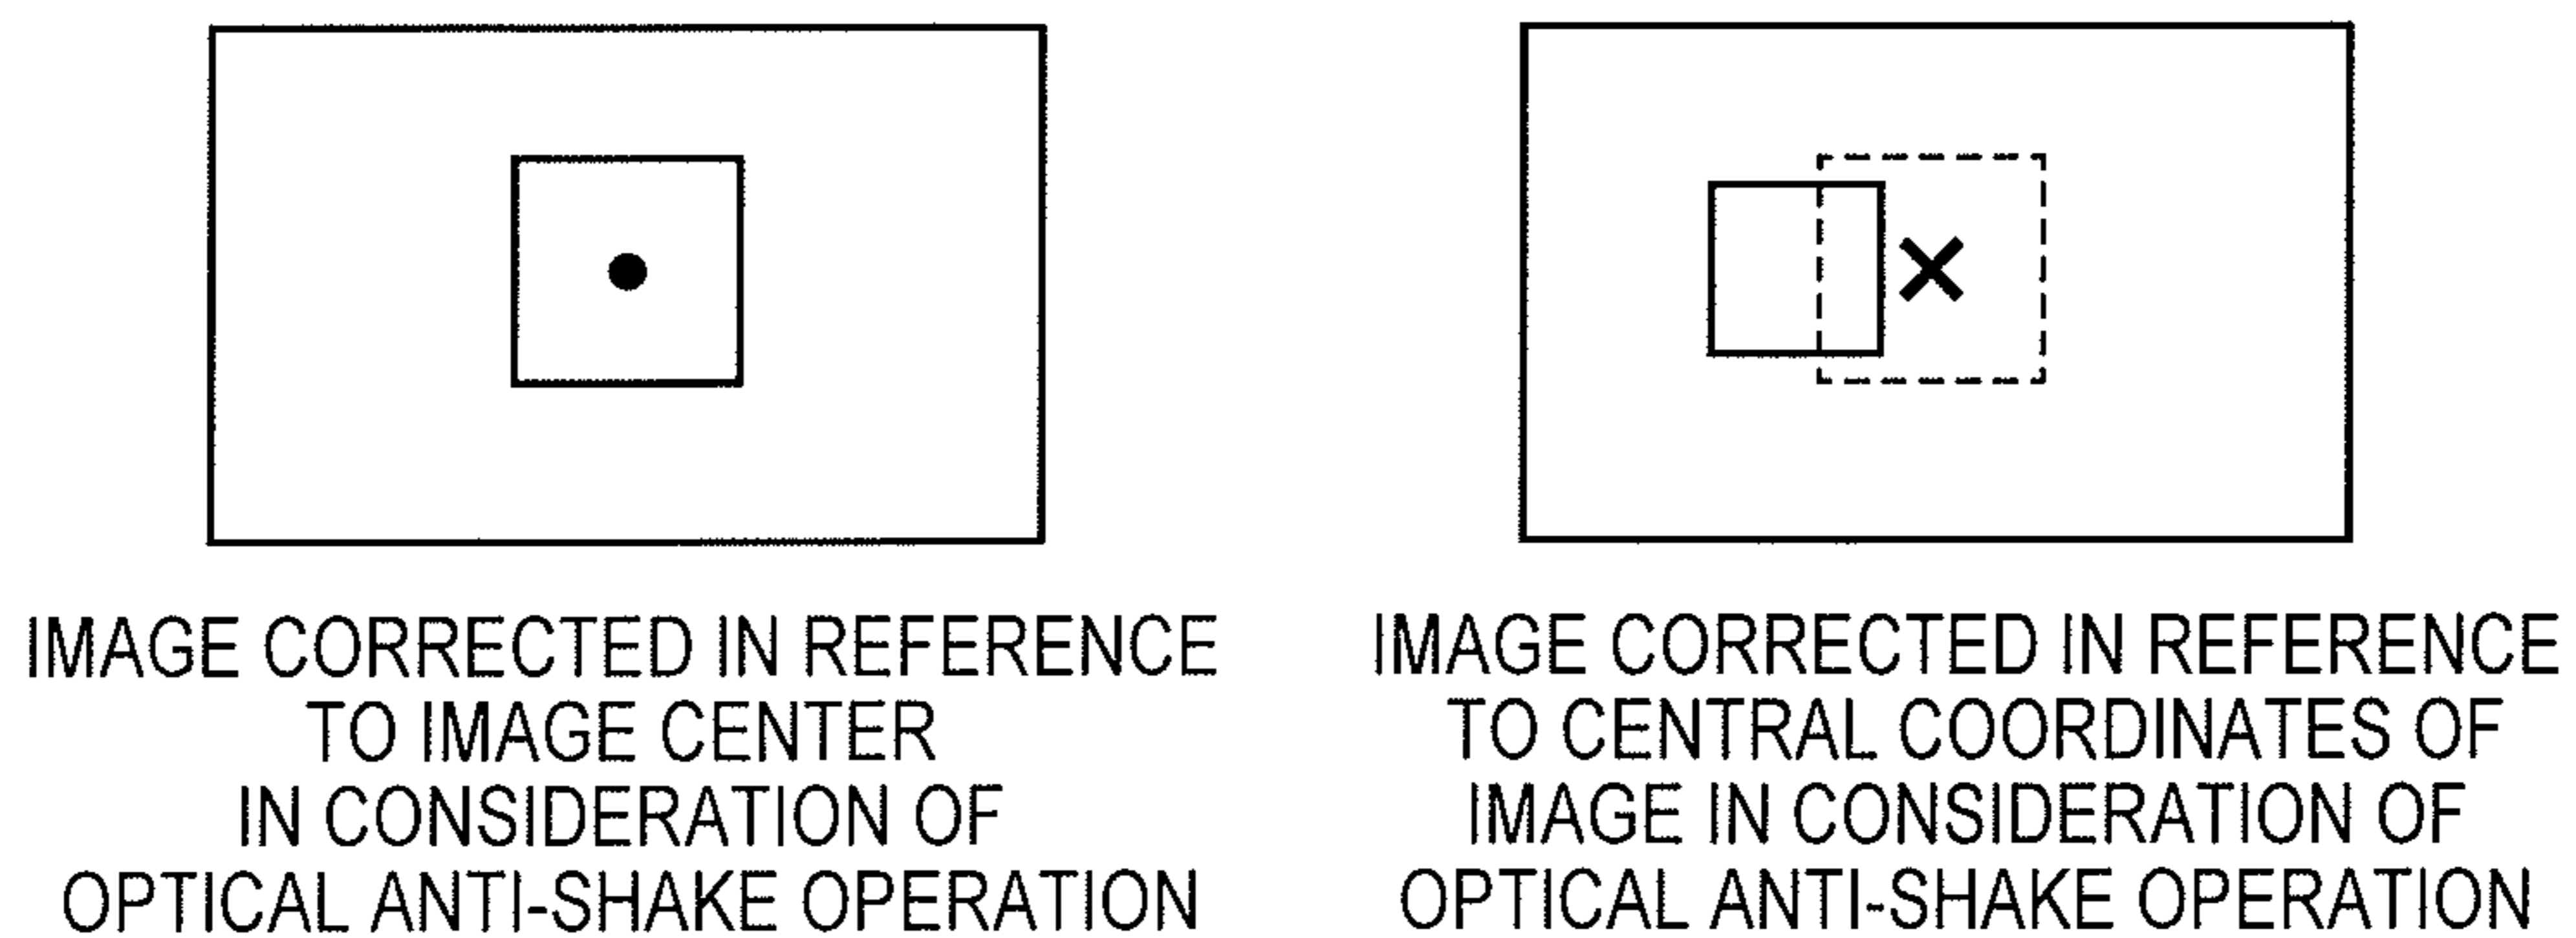 IMAGE CORRECTED IN REFERENCE
TO IMAGE CENTER
IN CONSIDERATION OF
OPTICAL ANTI-SHAKE OPERATION
IMAGE CORRECTED IN REFERENCE
TO CENTRAL COORDINATES OF
IMAGE IN CONSIDERATION OF
OPTICAL ANTI-SHAKE OPERATION